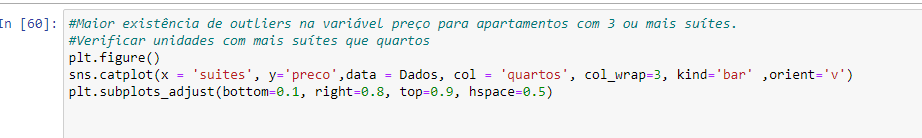 In [60]: #Maior existência de outliers na variável preço para apartamentos com 3 ou mais suítes.
#Verificar unidades com mais suítes que quartos
plt.figure()
sns.catplot(x = 'suites', y='preco',data = Dados, col = 'quartos', col_wrap=3, kind='bar' ,orient='v')
plt.subplots_adjust(bottom=0.1, right=0.8, top=0.9, hspace=0.5)